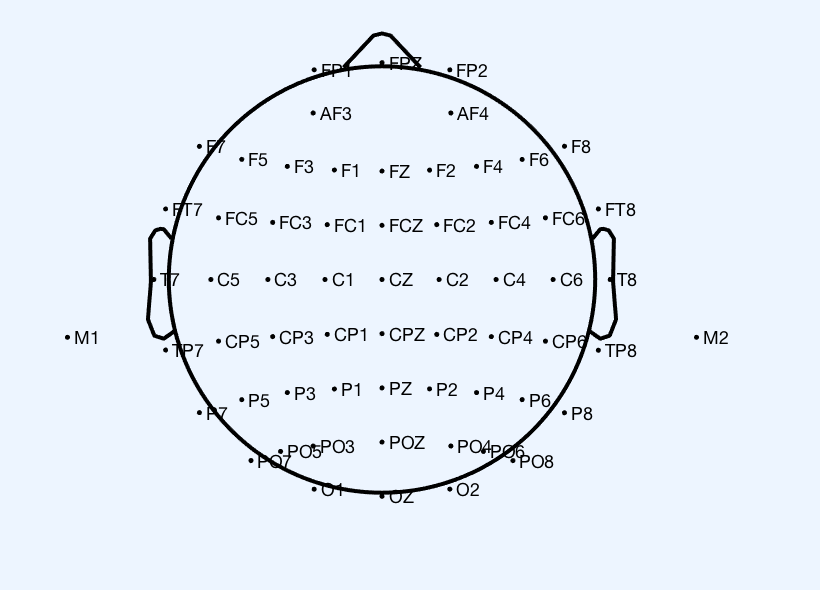 FPZ
FP1 FP2
AF3 AF4
F7 F8
F5 F3 F1 FZ F2 F4 F6
FT7 FT8
FC5 FC3 FC1 FCZ FC2 FC4 FC6
T7 C5 C3 C1 CZ C2 C4 C6 T8
M1 CP5 CP3 CP1 CPZ CP2 CP4 CP6 M2
TP7 TP8
P7 P5 P3 P1 PZ P2 P4 P6 P8
PO7 PO5 PO3 POZ PO4 PO6 PO8
O1 OZ O2